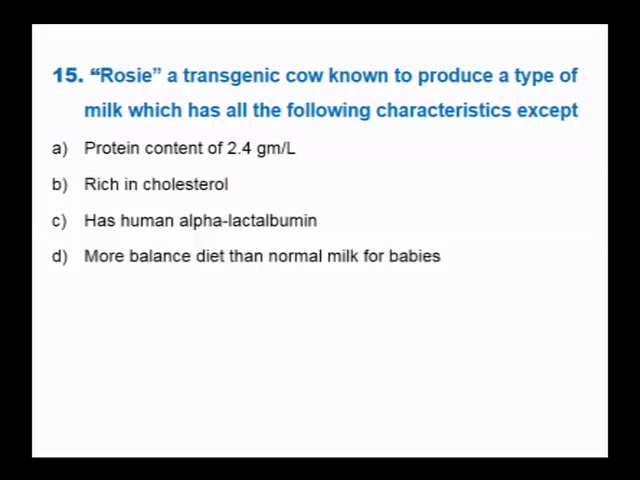 15. “Rosie” a transgenic cow known to produce a type of
milk which has all the following characteristics except
a) Protein content of 2.4 gm/L
b) Rich in cholesterol
c) Has human alpha-lactalbumin
d) More balance diet than normal milk for babies